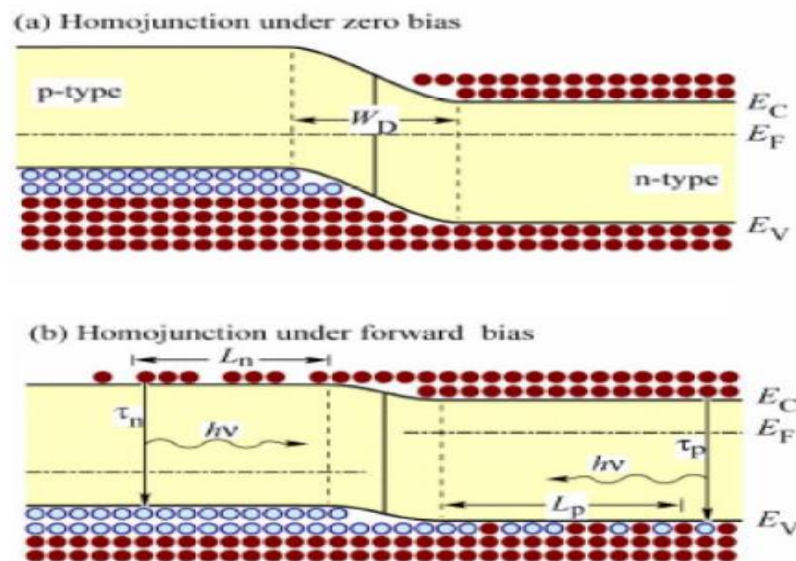 (a) Homojunction under zero bias
p-type
E_C
W_D
E_F
n-type
E_V
(b) Homojunction under forward bias
L_n
E_C
τ_n
hν
E_F
τ_p
hν
L_p
E_V